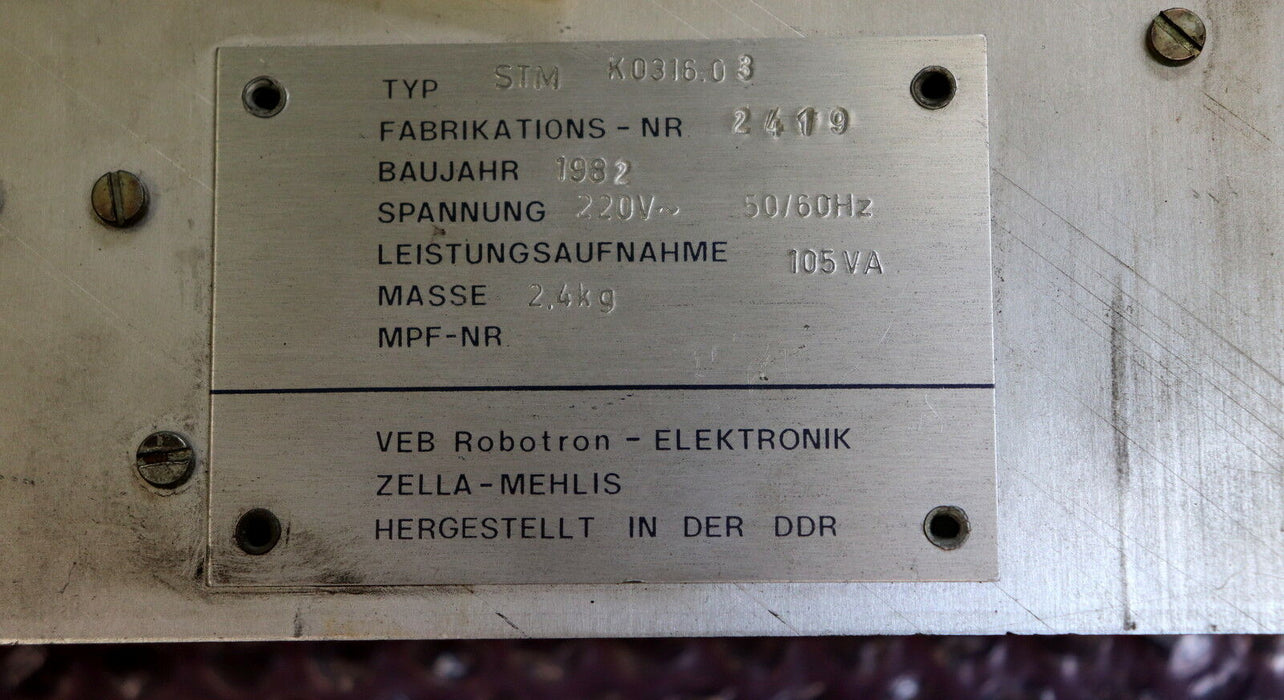 TYP STM K0316.03
FABRIKATIONS - NR 2419
BAUJAHR 1982
SPANNUNG 220V~ 50/60Hz
LEISTUNGSAUFNAHME 105VA
MASSE 2,4kg
MPF-NR
VEB Robotron - ELEKTRONIK
ZELLA-MEHLIS
HERGESTELLT IN DER DDR